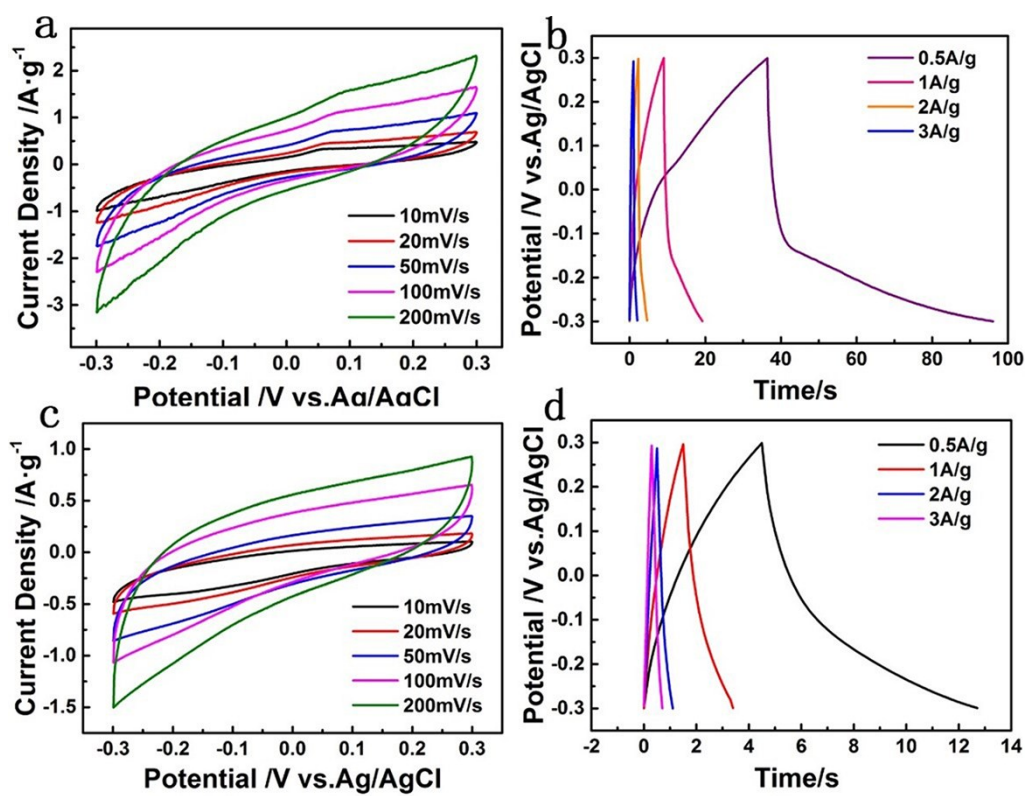 a
Current Density /A·g⁻¹
2
1
0
-1
-2
-3
-0.3 -0.2 -0.1 0.0 0.1 0.2 0.3
Potential /V vs.Ag/AgCl
10mV/s
20mV/s
50mV/s
100mV/s
200mV/s
b
Potential /V vs.Ag/AgCl
0.3
0.2
0.1
0.0
-0.1
-0.2
-0.3
0 20 40 60 80 100
Time/s
0.5A/g
1A/g
2A/g
3A/g
c
Current Density /A·g⁻¹
1.0
0.5
0.0
-0.5
-1.0
-1.5
-0.3 -0.2 -0.1 0.0 0.1 0.2 0.3
Potential /V vs.Ag/AgCl
10mV/s
20mV/s
50mV/s
100mV/s
200mV/s
d
Potential /V vs.Ag/AgCl
0.3
0.2
0.1
0.0
-0.1
-0.2
-0.3
-2 0 2 4 6 8 10 12 14
Time/s
0.5A/g
1A/g
2A/g
3A/g